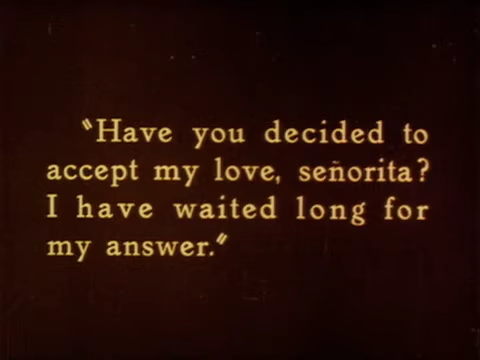 "Have you decided to
accept my love, señorita?
I have waited long for
my answer."